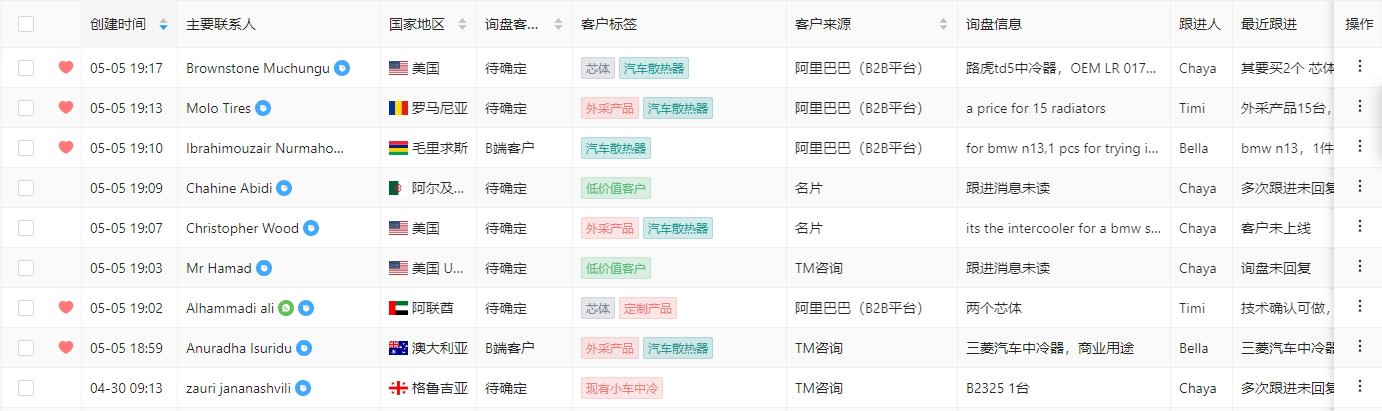 创建时间 主要联系人 国家地区 询盘客... 客户标签 客户来源 询盘信息 跟进人 最近跟进 操作
05-05 19:17 Brownstone Muchungu 美国 待确定 芯体 汽车散热器 阿里巴巴（B2B平台） 路虎td5中冷器，OEM LR 017... Chaya 其要买2个 芯体
05-05 19:13 Molo Tires 罗马尼亚 待确定 外采产品 汽车散热器 阿里巴巴（B2B平台） a price for 15 radiators Timi 外采产品15台，
05-05 19:10 Ibrahimouzair Nurmaho... 毛里求斯 B端客户 汽车散热器 阿里巴巴（B2B平台） for bmw n13,1 pcs for trying i... Bella bmw n13，1件
05-05 19:09 Chahine Abidi 阿尔及... 待确定 低价值客户 名片 跟进消息未读 Chaya 多次跟进未回复
05-05 19:07 Christopher Wood 美国 待确定 外采产品 汽车散热器 名片 its the intercooler for a bmw s... Chaya 客户未上线
05-05 19:03 Mr Hamad 美国 U... 待确定 低价值客户 TM咨询 跟进消息未读 Chaya 询盘未回复
05-05 19:02 Alhammadi ali 阿联酋 待确定 芯体 定制产品 阿里巴巴（B2B平台） 两个芯体 Timi 技术确认可做，
05-05 18:59 Anuradha Isuridu 澳大利亚 B端客户 外采产品 汽车散热器 TM咨询 三菱汽车中冷器，商业用途 Bella 三菱汽车中冷器
04-30 09:13 zauri jananashvili 格鲁吉亚 待确定 现有小车中冷 TM咨询 B2325 1台 Chaya 多次跟进未回复